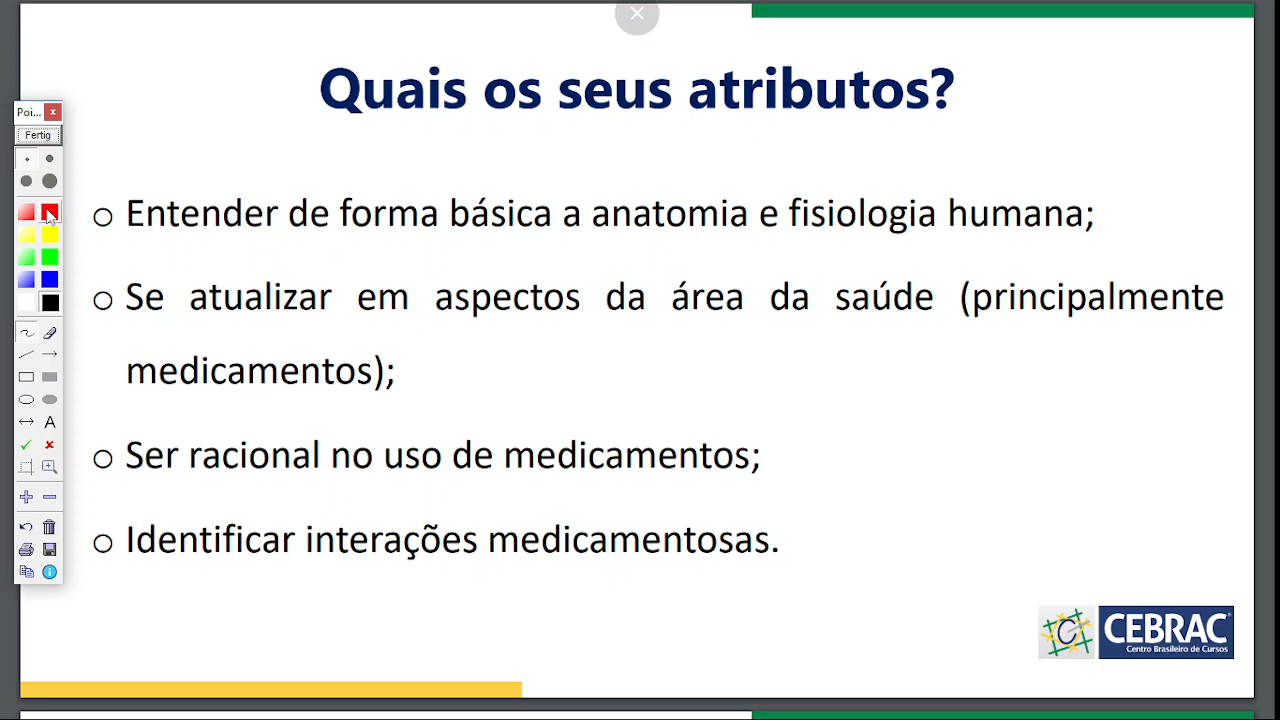 Quais os seus atributos?
Poi...
Fertig
o Entender de forma básica a anatomia e fisiologia humana;
o Se atualizar em aspectos da área da saúde (principalmente
medicamentos);
o Ser racional no uso de medicamentos;
o Identificar interações medicamentosas.
A
CEBRAC
Centro Brasileiro de Cursos